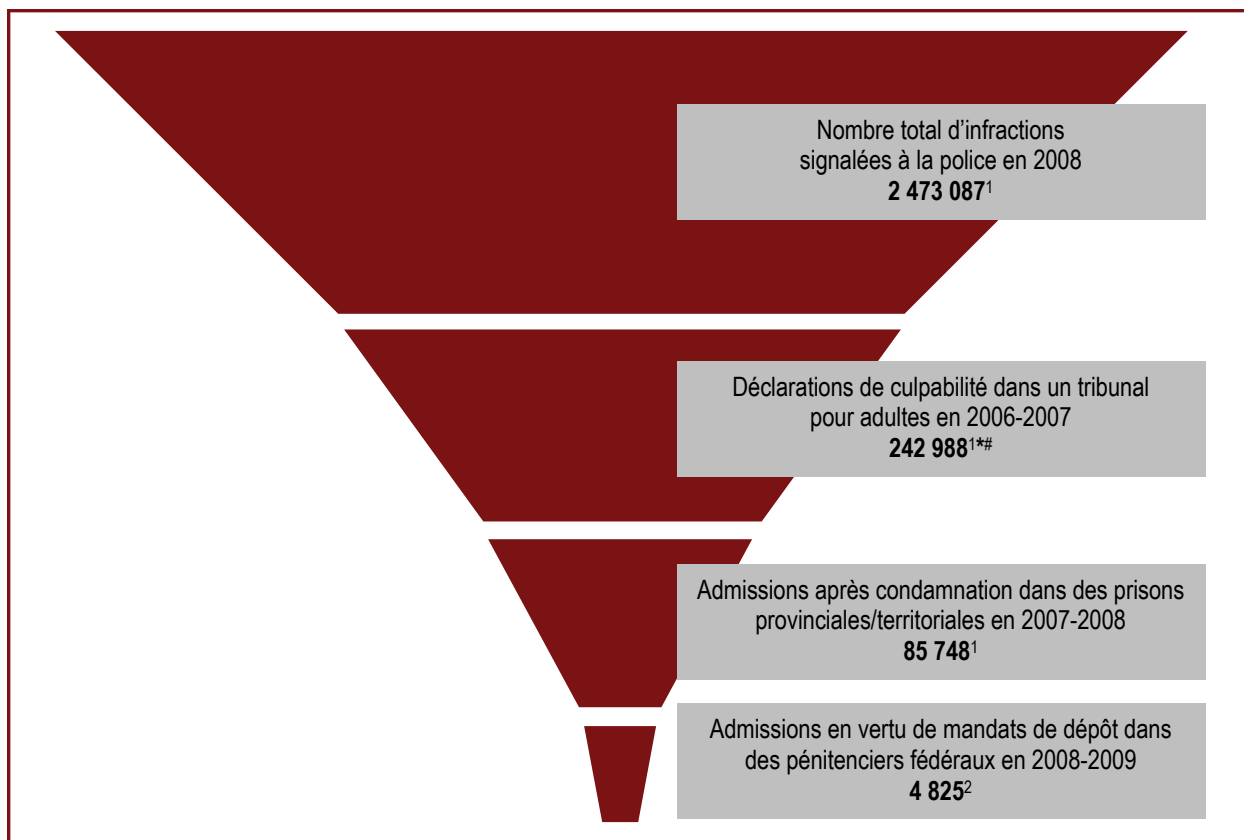 Nombre total d’infractions
signalées à la police en 2008
2 473 087¹
Déclarations de culpabilité dans un tribunal
pour adultes en 2006-2007
242 988¹*#
Admissions après condamnation dans des prisons
provinciales/territoriales en 2007-2008
85 748¹
Admissions en vertu de mandats de dépôt dans
des pénitenciers fédéraux en 2008-2009
4 825²